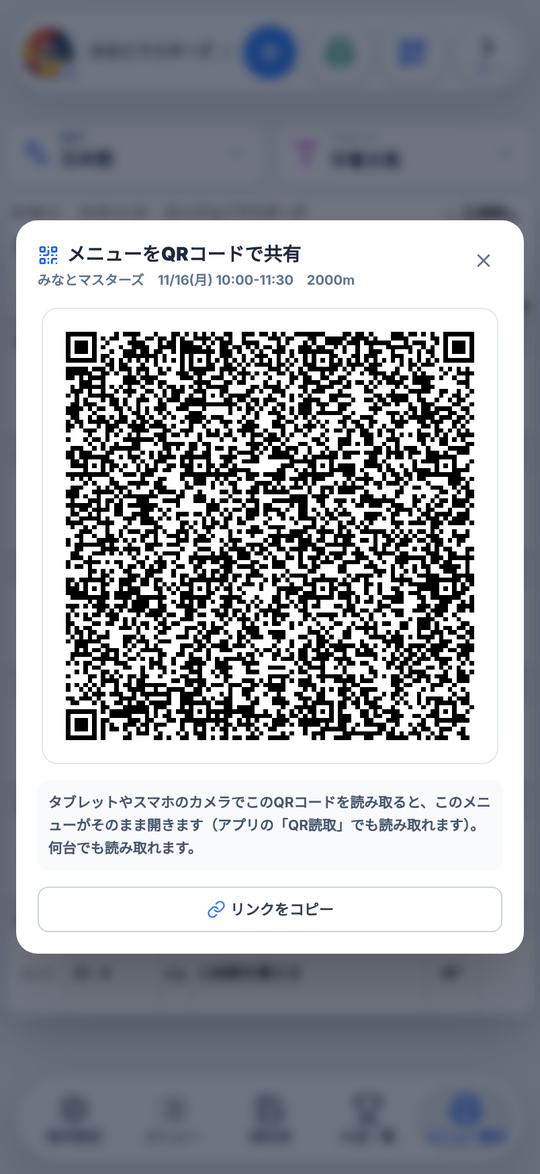 メニューをQRコードで共有
みなとマスターズ　11/16(月) 10:00-11:30　2000m
タブレットやスマホのカメラでこのQRコードを読み取ると、このメニ
ューがそのまま開きます（アプリの「QR読取」でも読み取れます）。
何台でも読み取れます。
リンクをコピー